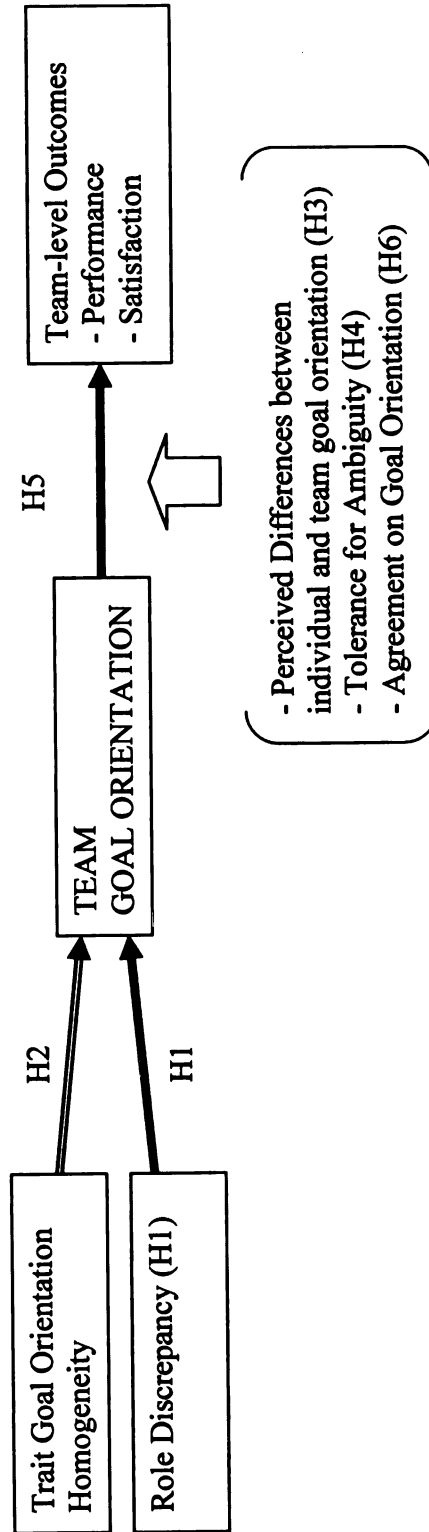 Trait Goal Orientation
Homogeneity
Role Discrepancy (H1)
H2
H1
TEAM
GOAL ORIENTATION
H5
Team-level Outcomes
- Performance
- Satisfaction
- Perceived Differences between
individual and team goal orientation (H3)
- Tolerance for Ambiguity (H4)
- Agreement on Goal Orientation (H6)